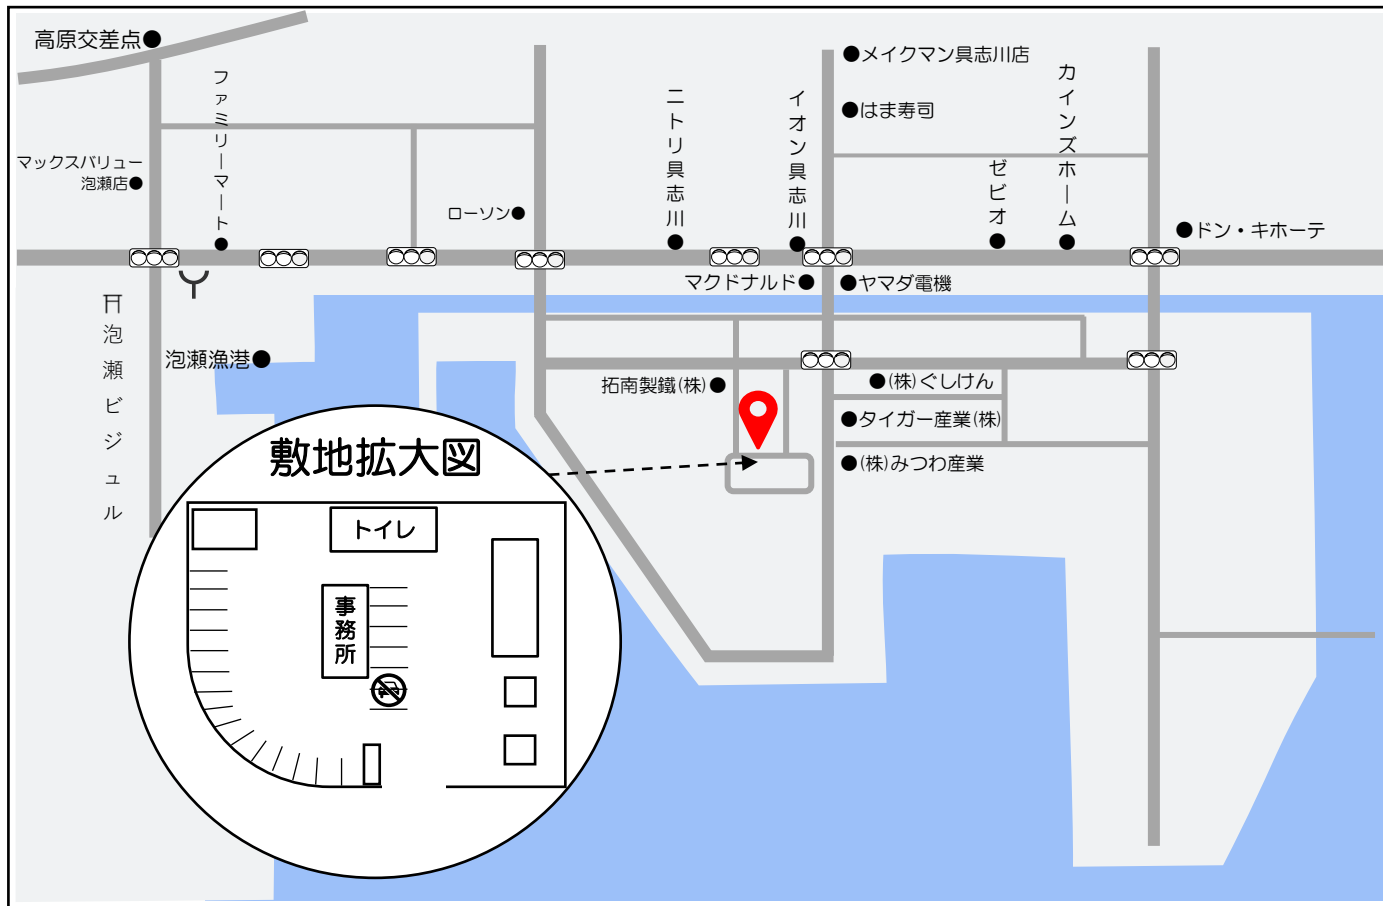 高原交差点
ファミリーマート
マックスバリュー
泡瀬店
ローソン
ニトリ具志川
イオン具志川
メイクマン具志川店
はま寿司
カインズホーム
ゼビオ
ドン・キホーテ
マクドナルド
ヤマダ電機
泡瀬ビジュル
泡瀬漁港
拓南製鐵(株)
(株)ぐしけん
タイガー産業(株)
(株)みつわ産業
敷地拡大図
トイレ
事務所